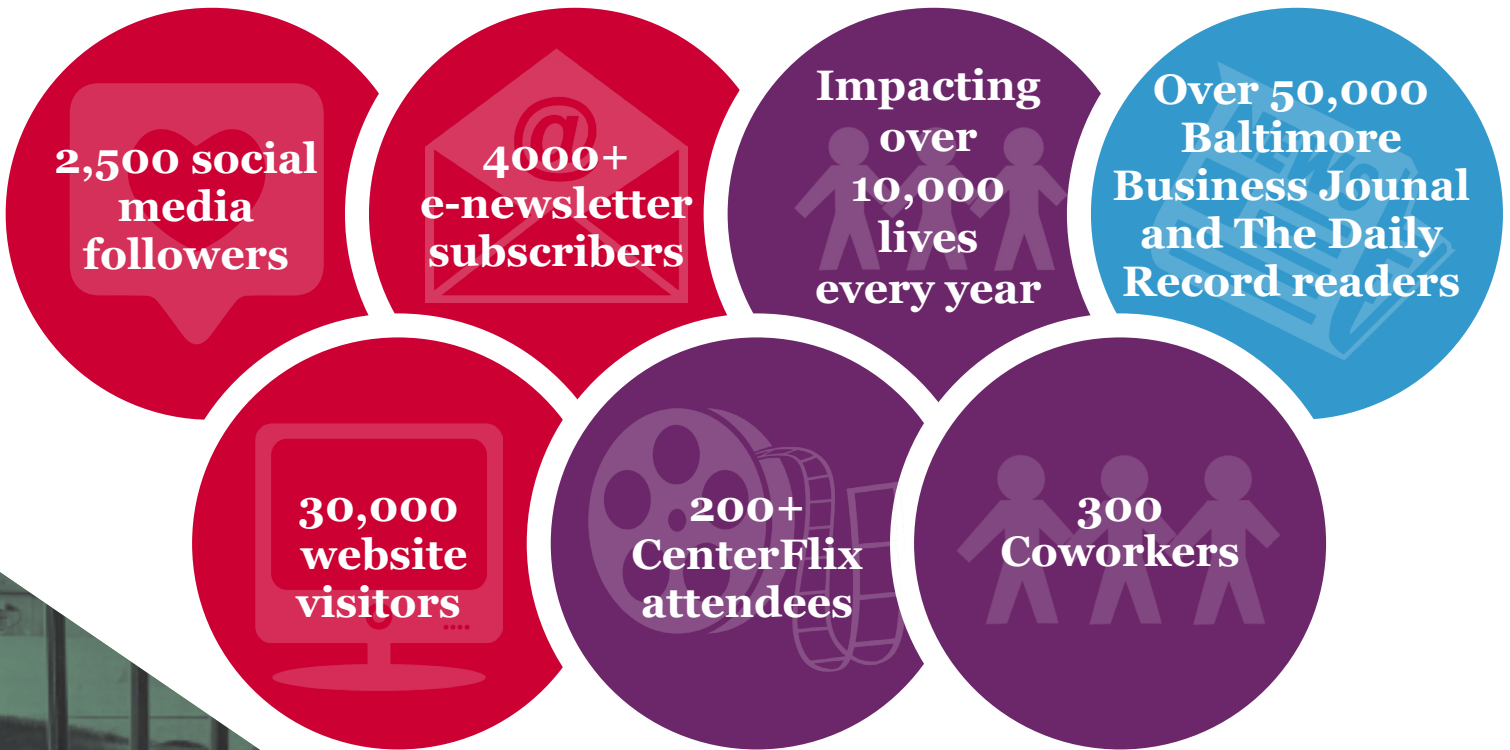 2,500 social
media
followers
4000+
e-newsletter
subscribers
Impacting
over
10,000
lives
every year
Over 50,000
Baltimore
Business Jounal
and The Daily
Record readers
30,000
website
visitors
200+
CenterFlix
attendees
300
Coworkers
@
NEWS